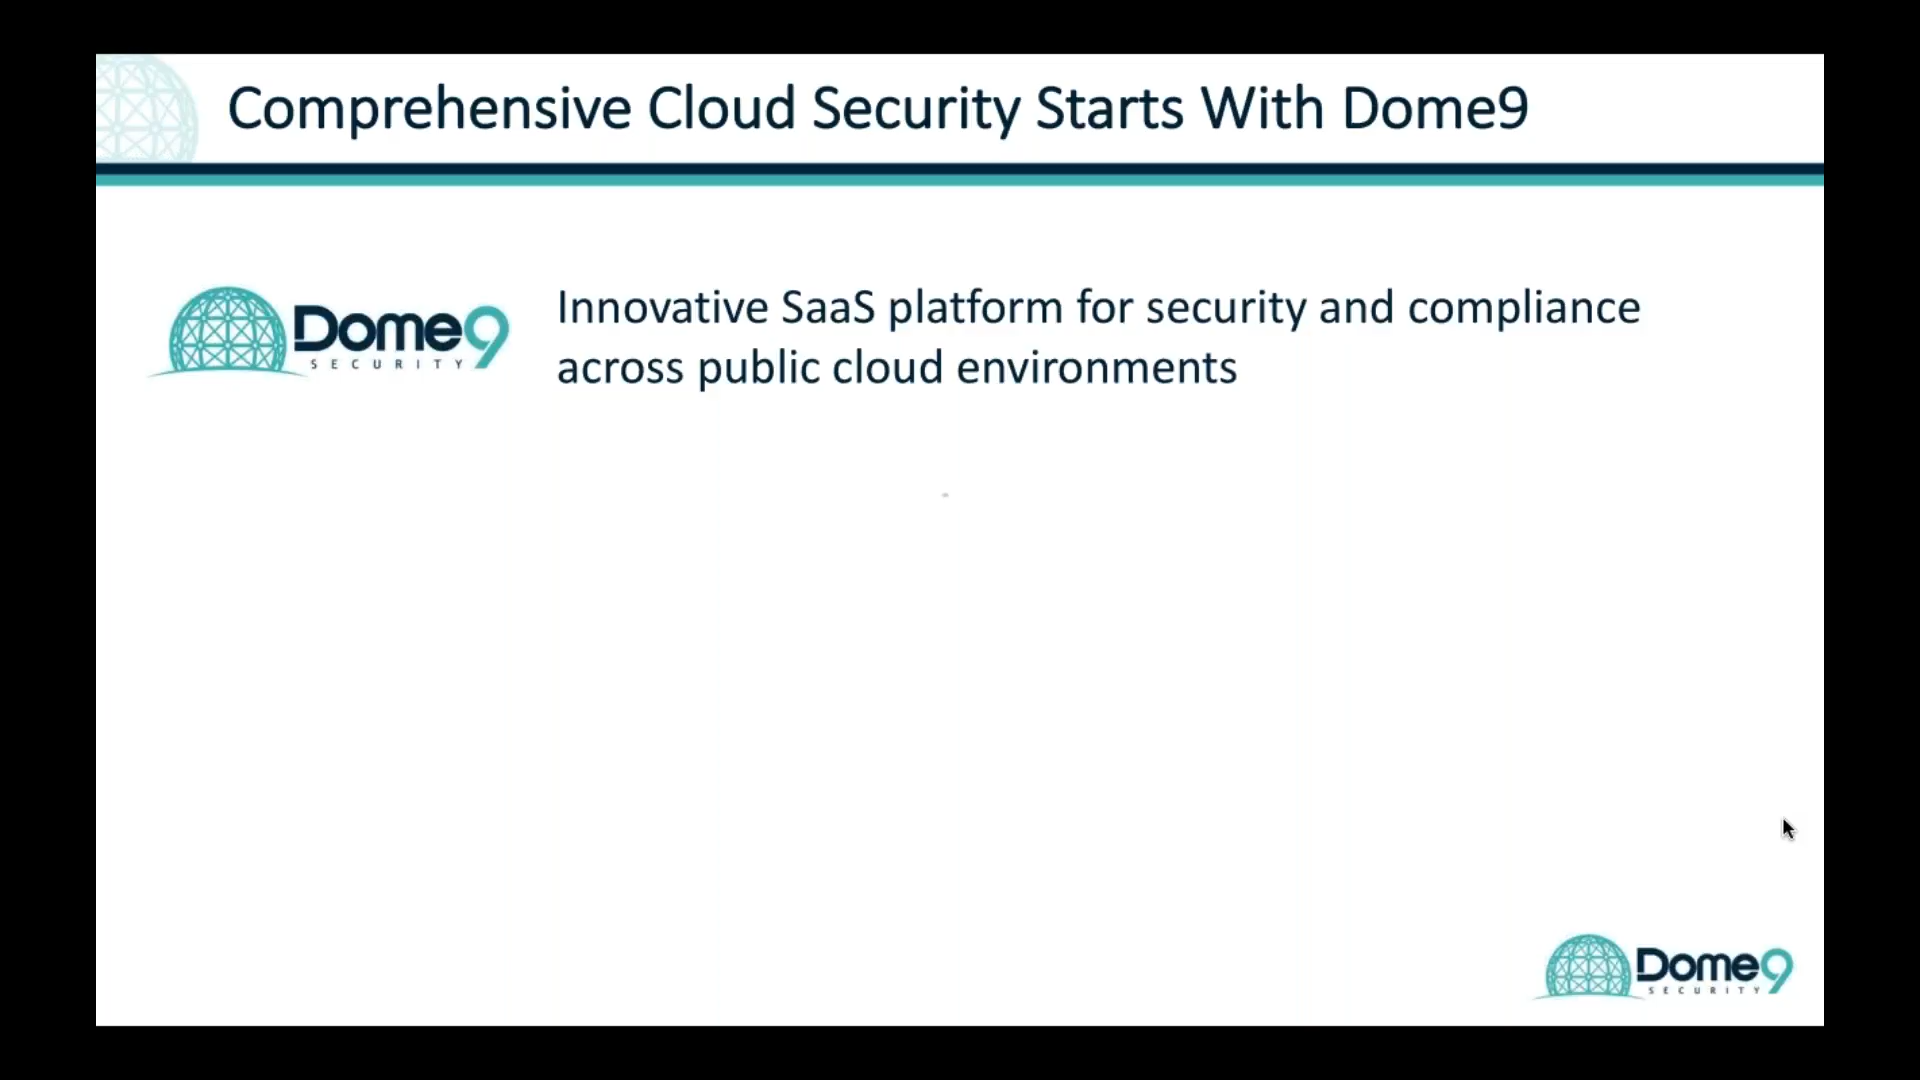 Comprehensive Cloud Security Starts With Dome9
Dome9
SECURITY
Innovative SaaS platform for security and compliance
across public cloud environments
Dome9
SECURITY